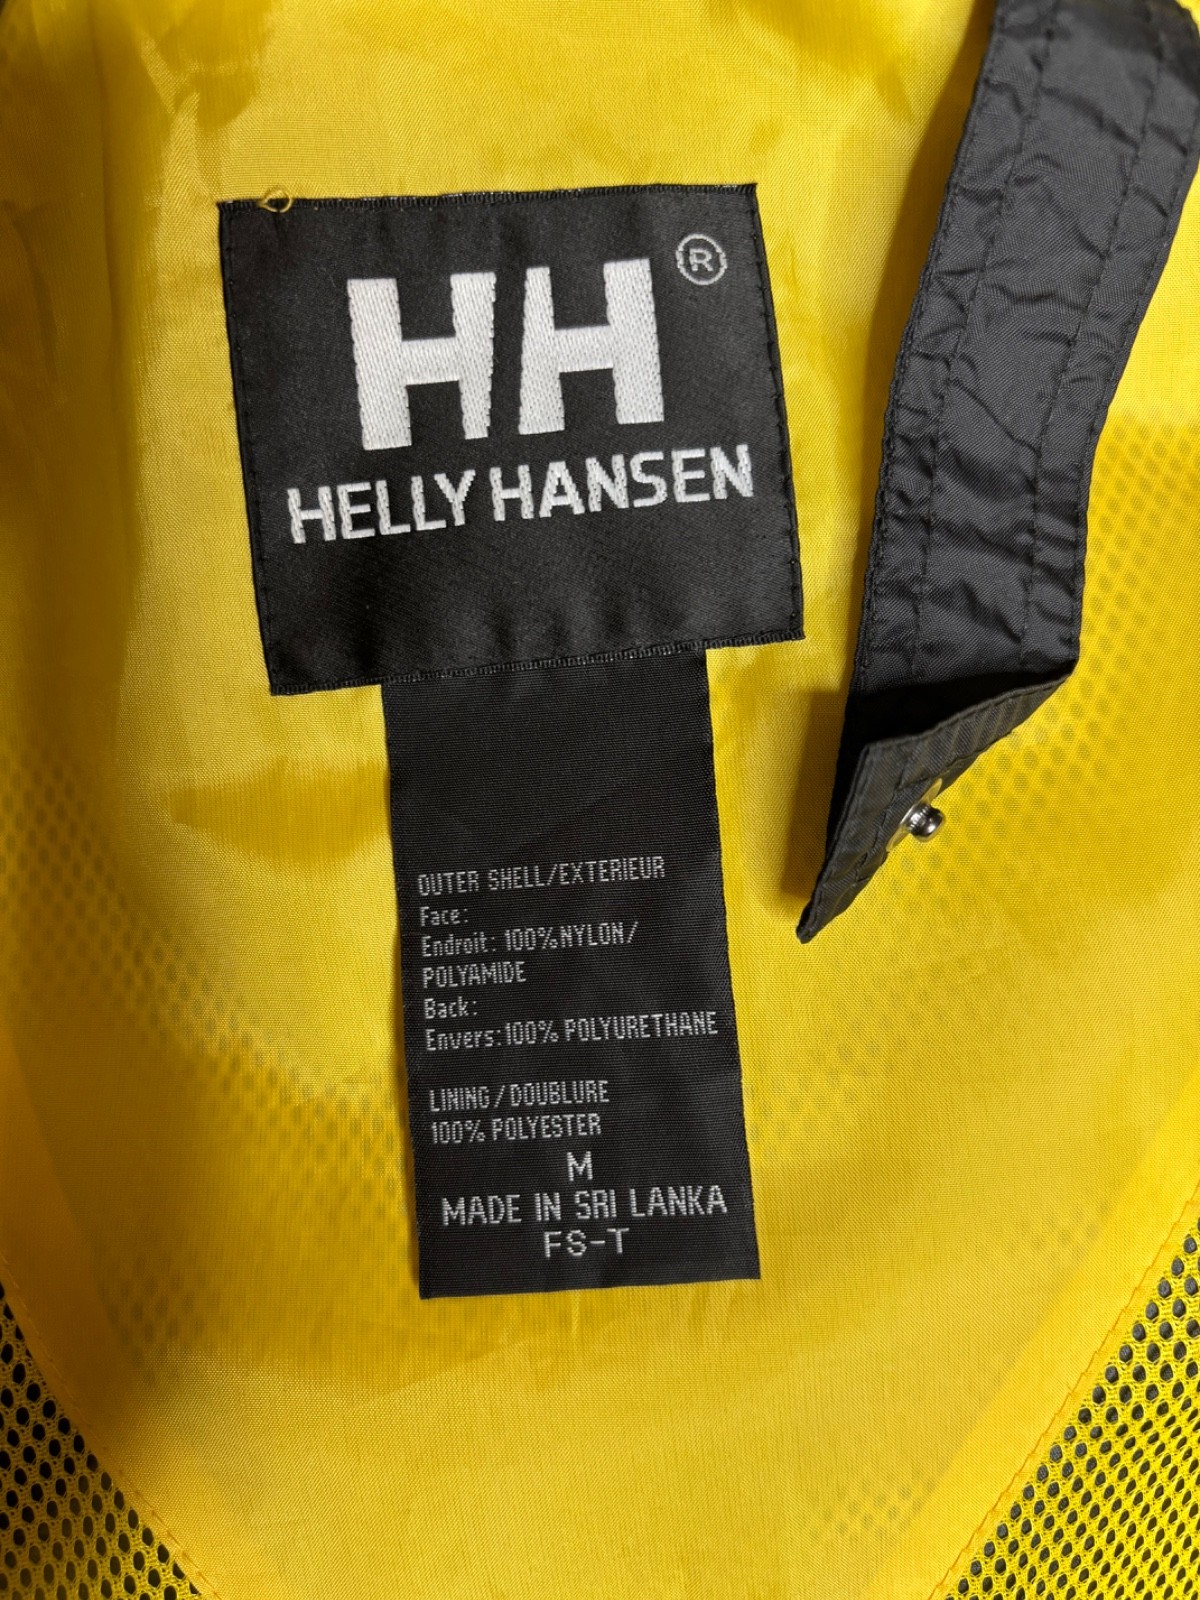 HH®
HELLY HANSEN
OUTER SHELL/EXTERIEUR
Face:
Endroit: 100%NYLON/
POLYAMIDE
Back:
Envers:100% POLYURETHANE
LINING/DOUBLURE
100% POLYESTER
M
MADE IN SRI LANKA
FS-T